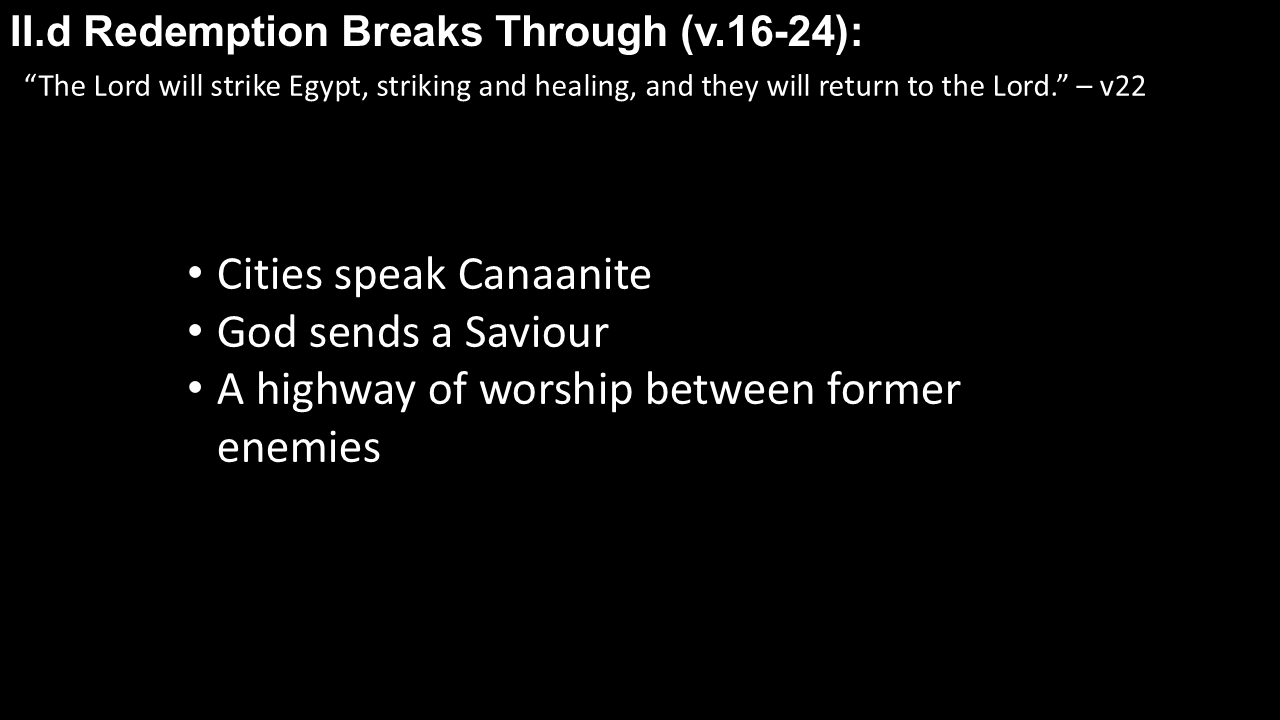 II.d Redemption Breaks Through (v.16-24):
“The Lord will strike Egypt, striking and healing, and they will return to the Lord.” – v22
• Cities speak Canaanite
• God sends a Saviour
• A highway of worship between former
enemies